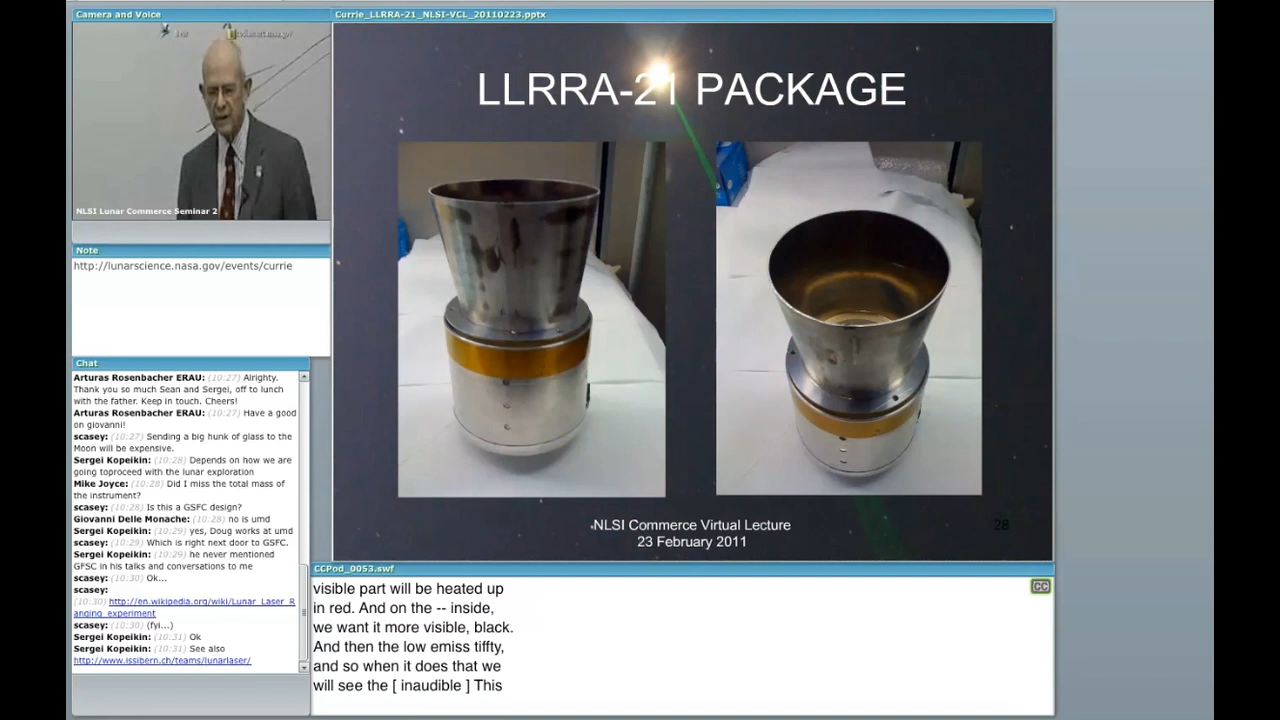 Camera and Voice
NLSI Lunar Commerce Seminar 2
Note
http://lunarscience.nasa.gov/events/currie
Chat
Arturas Rosenbacher ERAU: (10:27) Alrighty.
Thank you so much Sean and Sergei, off to lunch
with the father. Keep in touch. Cheers!
Arturas Rosenbacher ERAU: (10:27) Have a good
on giovanni!
scasey: (10:27) Sending a big hunk of glass to the
Moon will be expensive.
Sergei Kopeikin: (10:28) Depends on how we are
going toproceed with the lunar exploration
Mike Joyce: (10:28) Did I miss the total mass of
the instrument?
scasey: (10:28) Is this a GSFC design?
Giovanni Delle Monache: (10:28) no is umd
Sergei Kopeikin: (10:29) yes, Doug works at umd
scasey: (10:29) Which is right next door to GSFC.
Sergei Kopeikin: (10:29) he never mentioned
GFSC in his talks and conversations to me
scasey: (10:30) Ok...
scasey:
(10:30) http://en.wikipedia.org/wiki/Lunar_Laser_R
anging_experiment
scasey: (10:30) (fyi...)
Sergei Kopeikin: (10:31) Ok
Sergei Kopeikin: (10:31) See also
http://www.issibern.ch/teams/lunarlaser/
Currie_LLRRA-21_NLSI-VCL_20110223.pptx
LLRRA-21 PACKAGE
NLSI Commerce Virtual Lecture
23 February 2011
28
CCPod_0053.swf
CC
visible part will be heated up
in red. And on the -- inside,
we want it more visible, black.
And then the low emiss tiffty,
and so when it does that we
will see the [ inaudible ] This